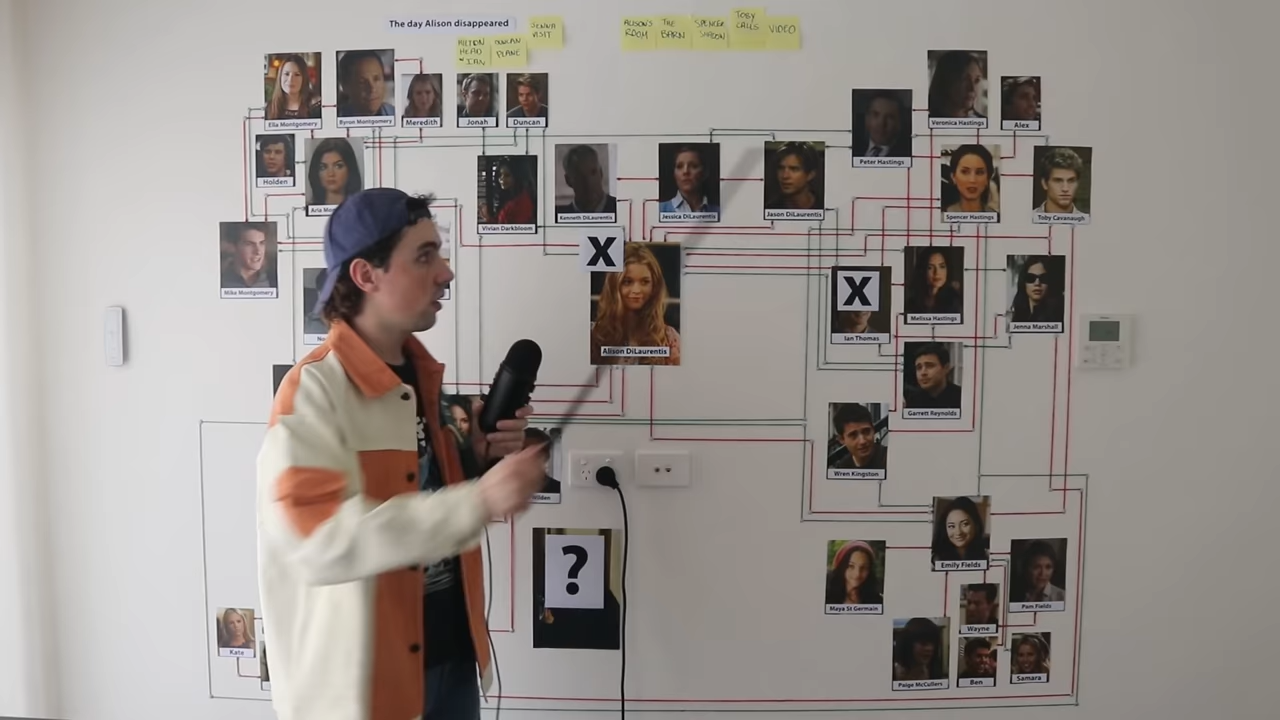 The day Alison disappeared
JENNA
VISIT
HILTON
HEAD
w IAN
DUNCAN
PLANE
ALISON'S
ROOM
THE
BARN
SPENCER
TOBY
CALLS
VIDEO
Ella Montgomery
Byron Montgomery
Meredith
Jonah
Duncan
Veronica Hastings
Alex
Peter Hastings
Holden
Aria Mon
Vivian Darkbloom
Kenneth DiLaurentis
Jessica DiLaurentis
Jason DiLaurentis
Spencer Hastings
Toby Cavanaugh
Mike Montgomery
X
Alison DiLaurentis
X
Ian Thomas
Melissa Hastings
Jenna Marshall
Garrett Reynolds
Wren Kingston
Wilden
?
Emily Fields
Maya St Germain
Pam Fields
Wayne
Paige McCullers
Ben
Samara
Kate